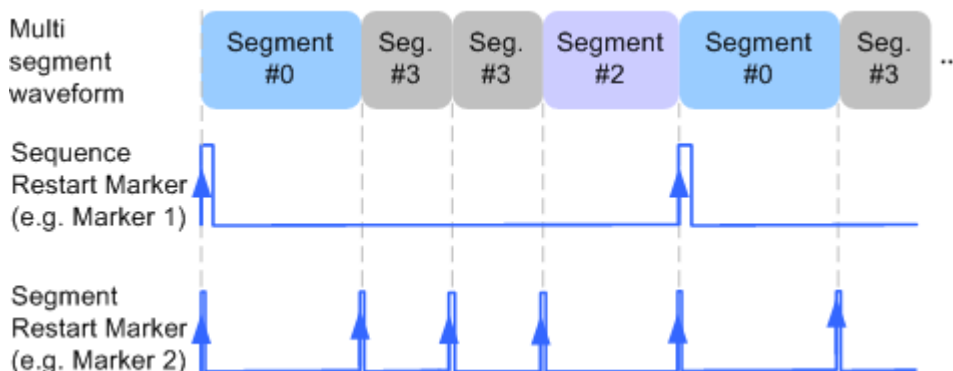 Multi
segment
waveform
Segment
#0
Seg.
#3
Seg.
#3
Segment
#2
Segment
#0
Seg.
#3
..
Sequence
Restart Marker
(e.g. Marker 1)
Segment
Restart Marker
(e.g. Marker 2)